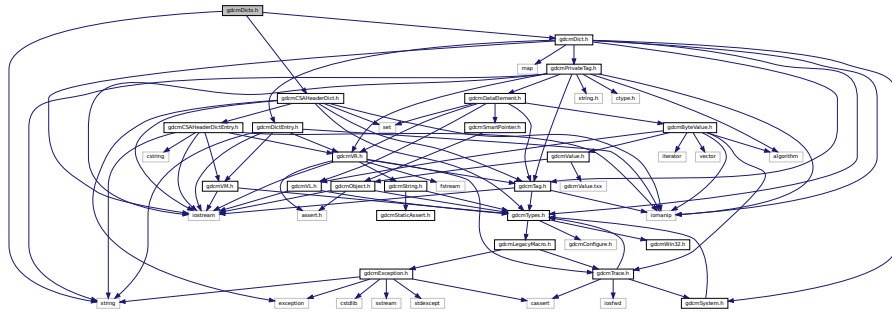 gdcmDicts.h
gdcmDict.h
map
gdcmPrivateTag.h
gdcmCSAHeaderDict.h
set
gdcmDataElement.h
string.h
ctype.h
gdcmCSAHeaderDictEntry.h
gdcmDictEntry.h
gdcmSmartPointer.h
gdcmByteValue.h
cstring
gdcmVR.h
gdcmValue.h
iterator
vector
algorithm
gdcmVM.h
gdcmVL.h
gdcmObject.h
gdcmString.h
fstream
gdcmTag.h
gdcmValue.txx
iostream
assert.h
gdcmStaticAssert.h
gdcmTypes.h
iomanip
gdcmLegacyMacro.h
gdcmConfigure.h
gdcmWin32.h
gdcmException.h
gdcmTrace.h
string
exception
cstdlib
sstream
stdexcept
cassert
iosfwd
gdcmSystem.h